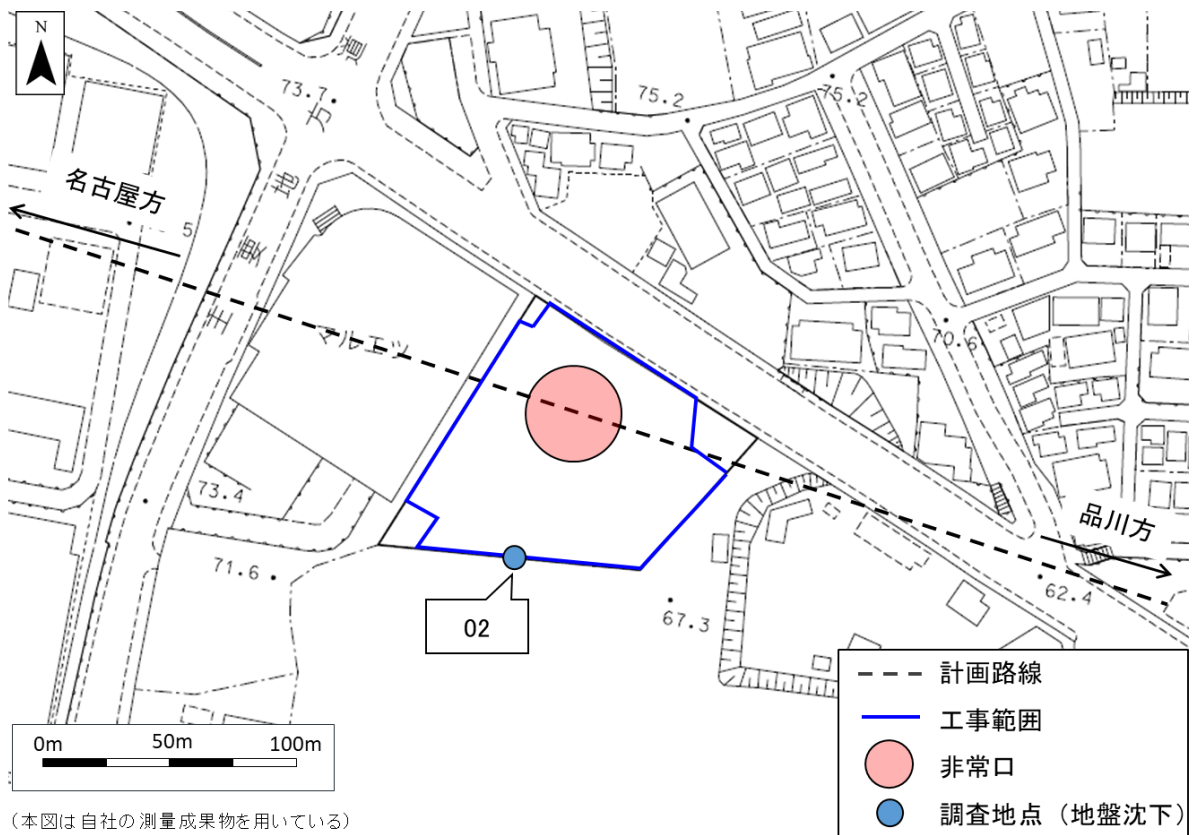 N
73.7
道
方
地
要
主
75.2
75.2
名古屋方
5
マルエツ
70.6
品川方
73.4
71.6
67.3
62.4
02
計画路線
工事範囲
非常口
調査地点（地盤沈下）
0m 50m 100m
（本図は自社の測量成果物を用いている）